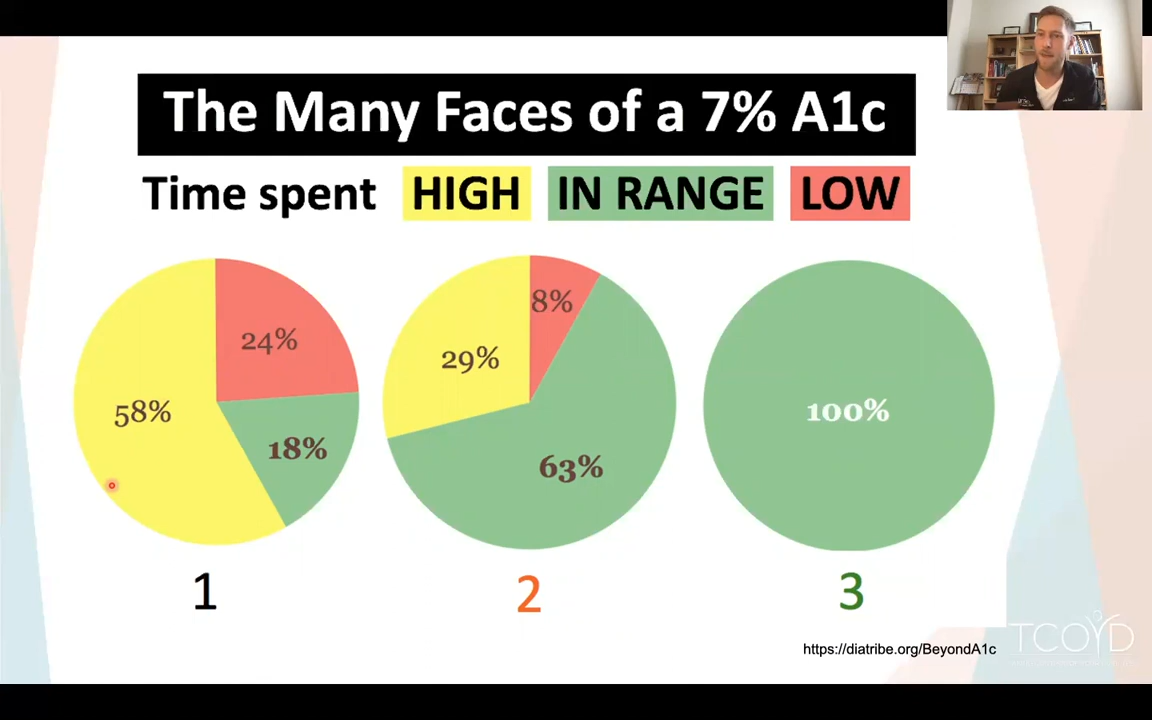 The Many Faces of a 7% A1c
Time spent HIGH IN RANGE LOW
24%
58%
18%
8%
29%
63%
100%
1
2
3
https://diatribe.org/BeyondA1c
TCOYD